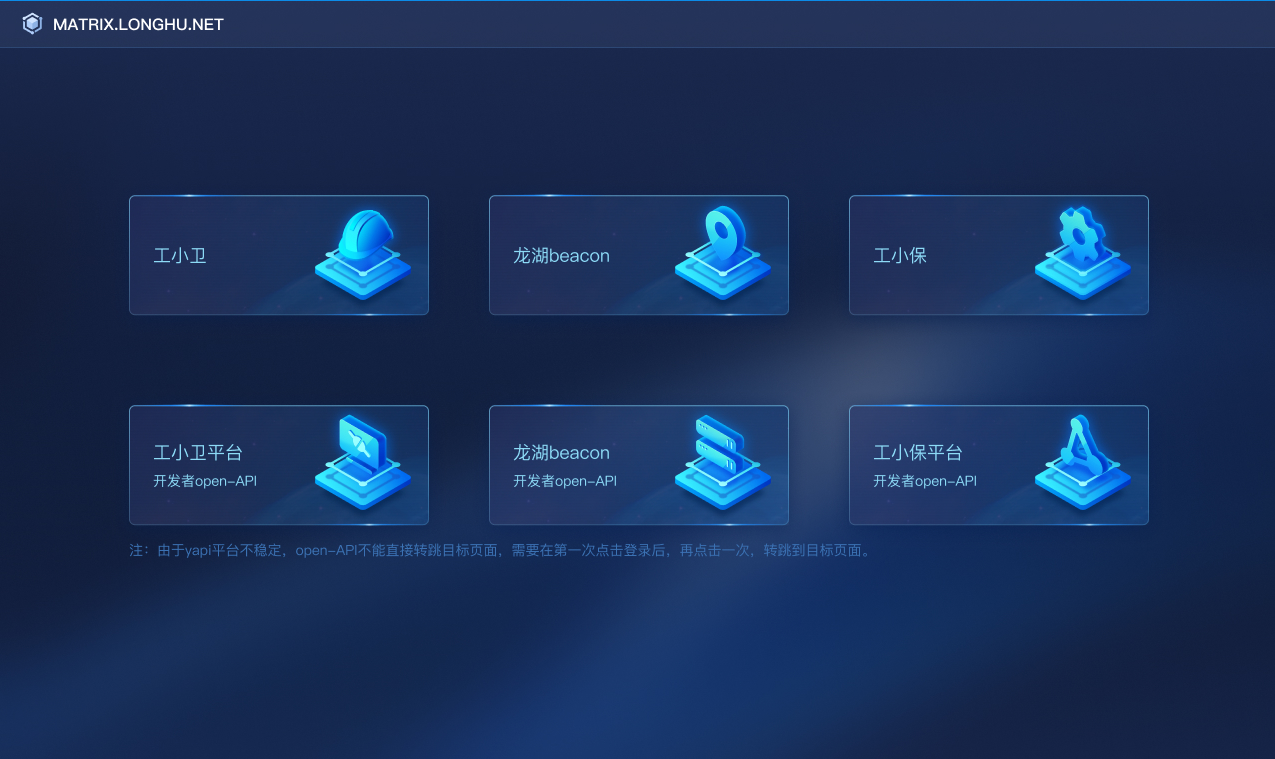 MATRIX.LONGHU.NET
工小卫
龙湖beacon
工小保
工小卫平台
开发者open-API
龙湖beacon
开发者open-API
工小保平台
开发者open-API
注：由于yapi平台不稳定，open-API不能直接转跳目标页面，需要在第一次点击登录后，再点击一次，转跳到目标页面。